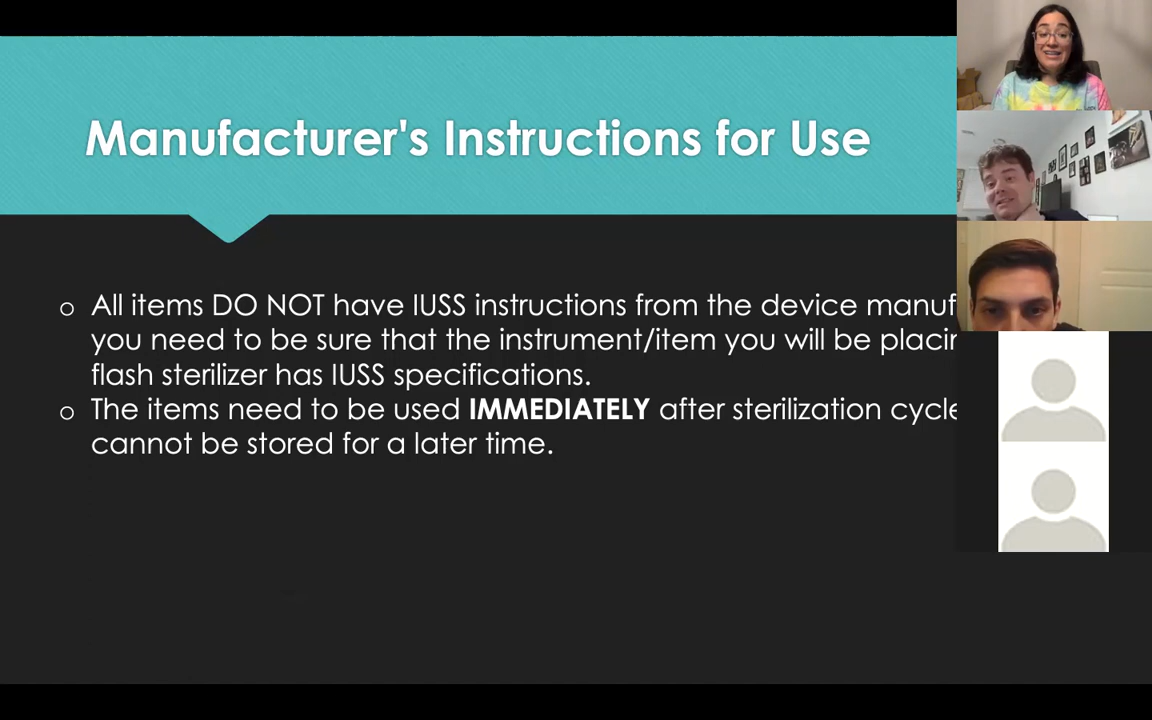 Manufacturer's Instructions for Use
All items DO NOT have IUSS instructions from the device
you need to be sure that the instrument/item you will be
flash sterilizer has IUSS specifications.
The items need to be used IMMEDIATELY after sterilization
cannot be stored for a later time.